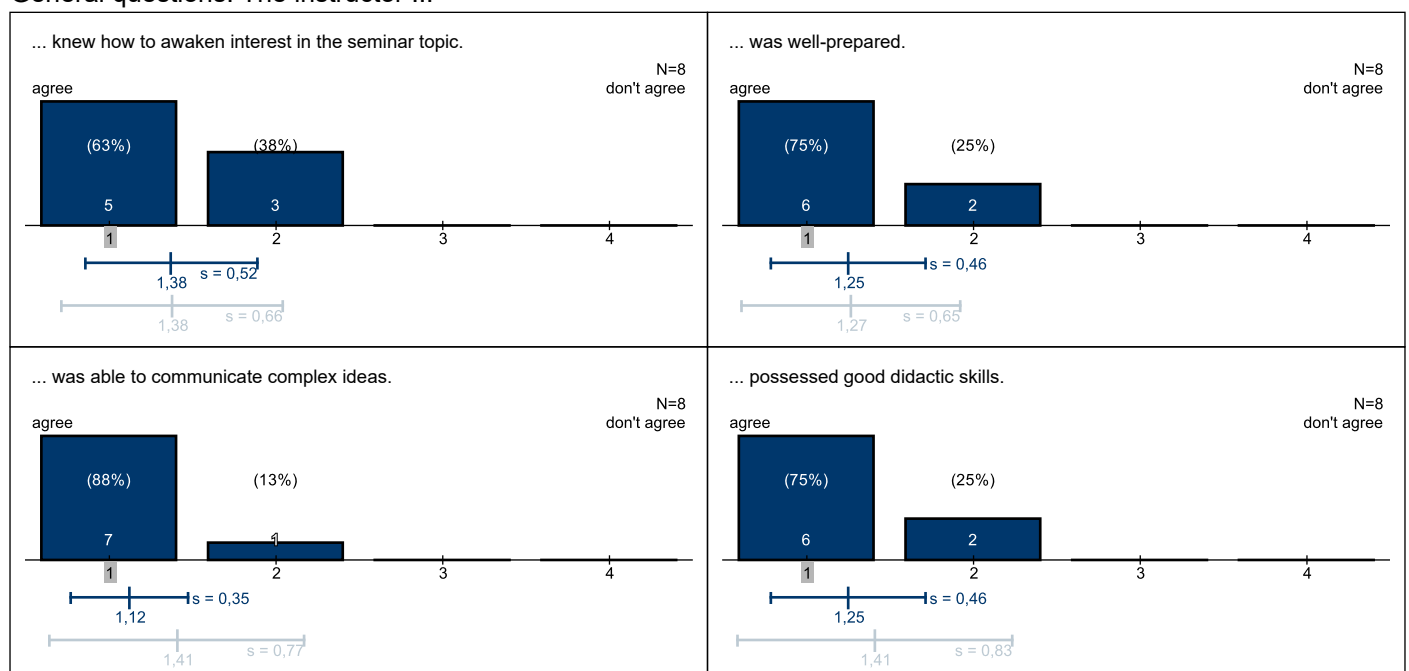 General questions: The instructor ...
... knew how to awaken interest in the seminar topic.
N=8
agree
don't agree
(63%)
(38%)
5
3
1
2
3
4
s = 0,52
1,38
s = 0,66
1,38
... was well-prepared.
N=8
agree
don't agree
(75%)
(25%)
6
2
1
2
3
4
s = 0,46
1,25
s = 0,65
1,27
... was able to communicate complex ideas.
N=8
agree
don't agree
(88%)
(13%)
7
1
1
2
3
4
s = 0,35
1,12
s = 0,77
1,41
... possessed good didactic skills.
N=8
agree
don't agree
(75%)
(25%)
6
2
1
2
3
4
s = 0,46
1,25
s = 0,83
1,41